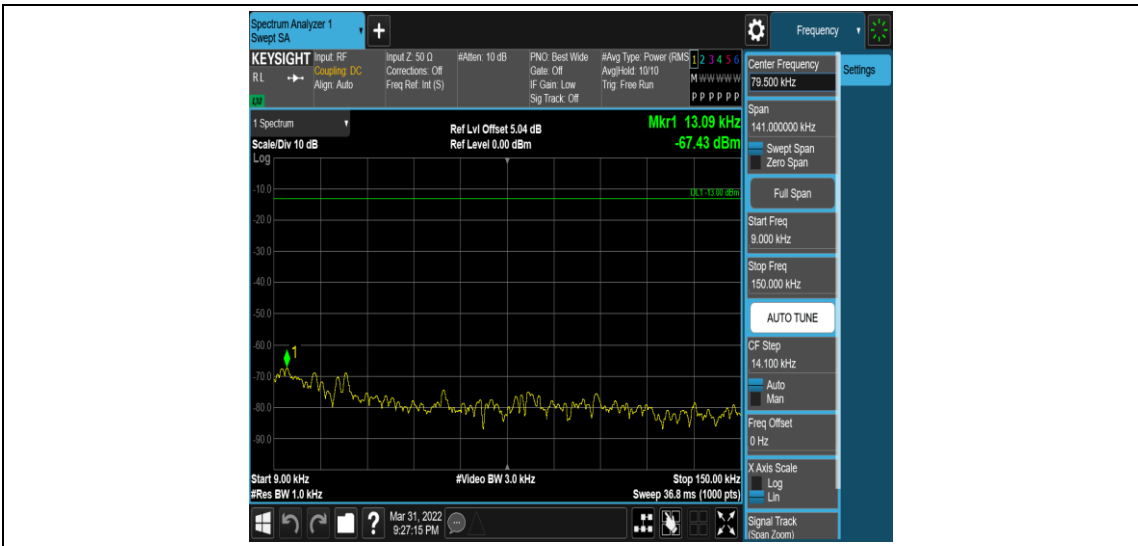 Spectrum Analyzer 1
Swept SA
+
Frequency
KEYSIGHT
RL
Input: RF
Coupling: DC
Align: Auto
Input Z: 50 Ω
Corrections: Off
Freq Ref: Int (S)
#Atten: 10 dB
PNO: Best Wide
Gate: Off
IF Gain: Low
Sig Track: Off
#Avg Type: Power (RMS
Avg|Hold: 10/10
Trig: Free Run
1 2 3 4 5 6
M W W W W W
P P P P P P
1 Spectrum
Scale/Div 10 dB
Log
Ref Lvl Offset 5.04 dB
Ref Level 0.00 dBm
Mkr1 13.09 kHz
-67.43 dBm
DL1 -13.00 dBm
-10.0
-20.0
-30.0
-40.0
-50.0
-60.0
-70.0
-80.0
-90.0
1
Start 9.00 kHz
#Res BW 1.0 kHz
#Video BW 3.0 kHz
Stop 150.00 kHz
Sweep 36.8 ms (1000 pts)
Center Frequency
79.500 kHz
Settings
Span
141.000000 kHz
Swept Span
Zero Span
Full Span
Start Freq
9.000 kHz
Stop Freq
150.000 kHz
AUTO TUNE
CF Step
14.100 kHz
Auto
Man
Freq Offset
0 Hz
X Axis Scale
Log
Lin
Signal Track
(Span Zoom)
?
Mar 31, 2022
9:27:15 PM